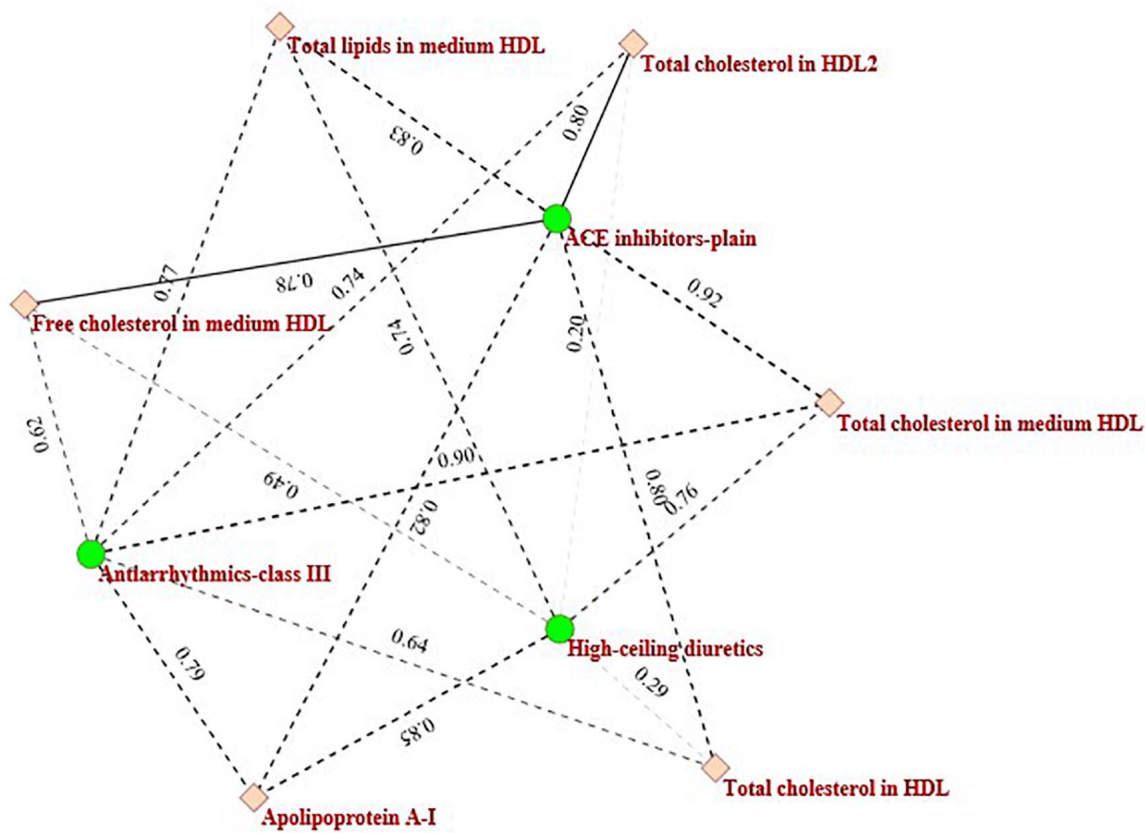 Total lipids in medium HDL
Total cholesterol in HDL2
0.80
0.83
ACE inhibitors-plain
0.77
0.78
0.74
0.92
Free cholesterol in medium HDL
0.74
0.20
Total cholesterol in medium HDL
0.62
0.90
0.49
0.80
0.76
0.82
Antiarrhythmics-class III
0.64
High-ceiling diuretics
0.79
0.29
0.85
Total cholesterol in HDL
Apolipoprotein A-I